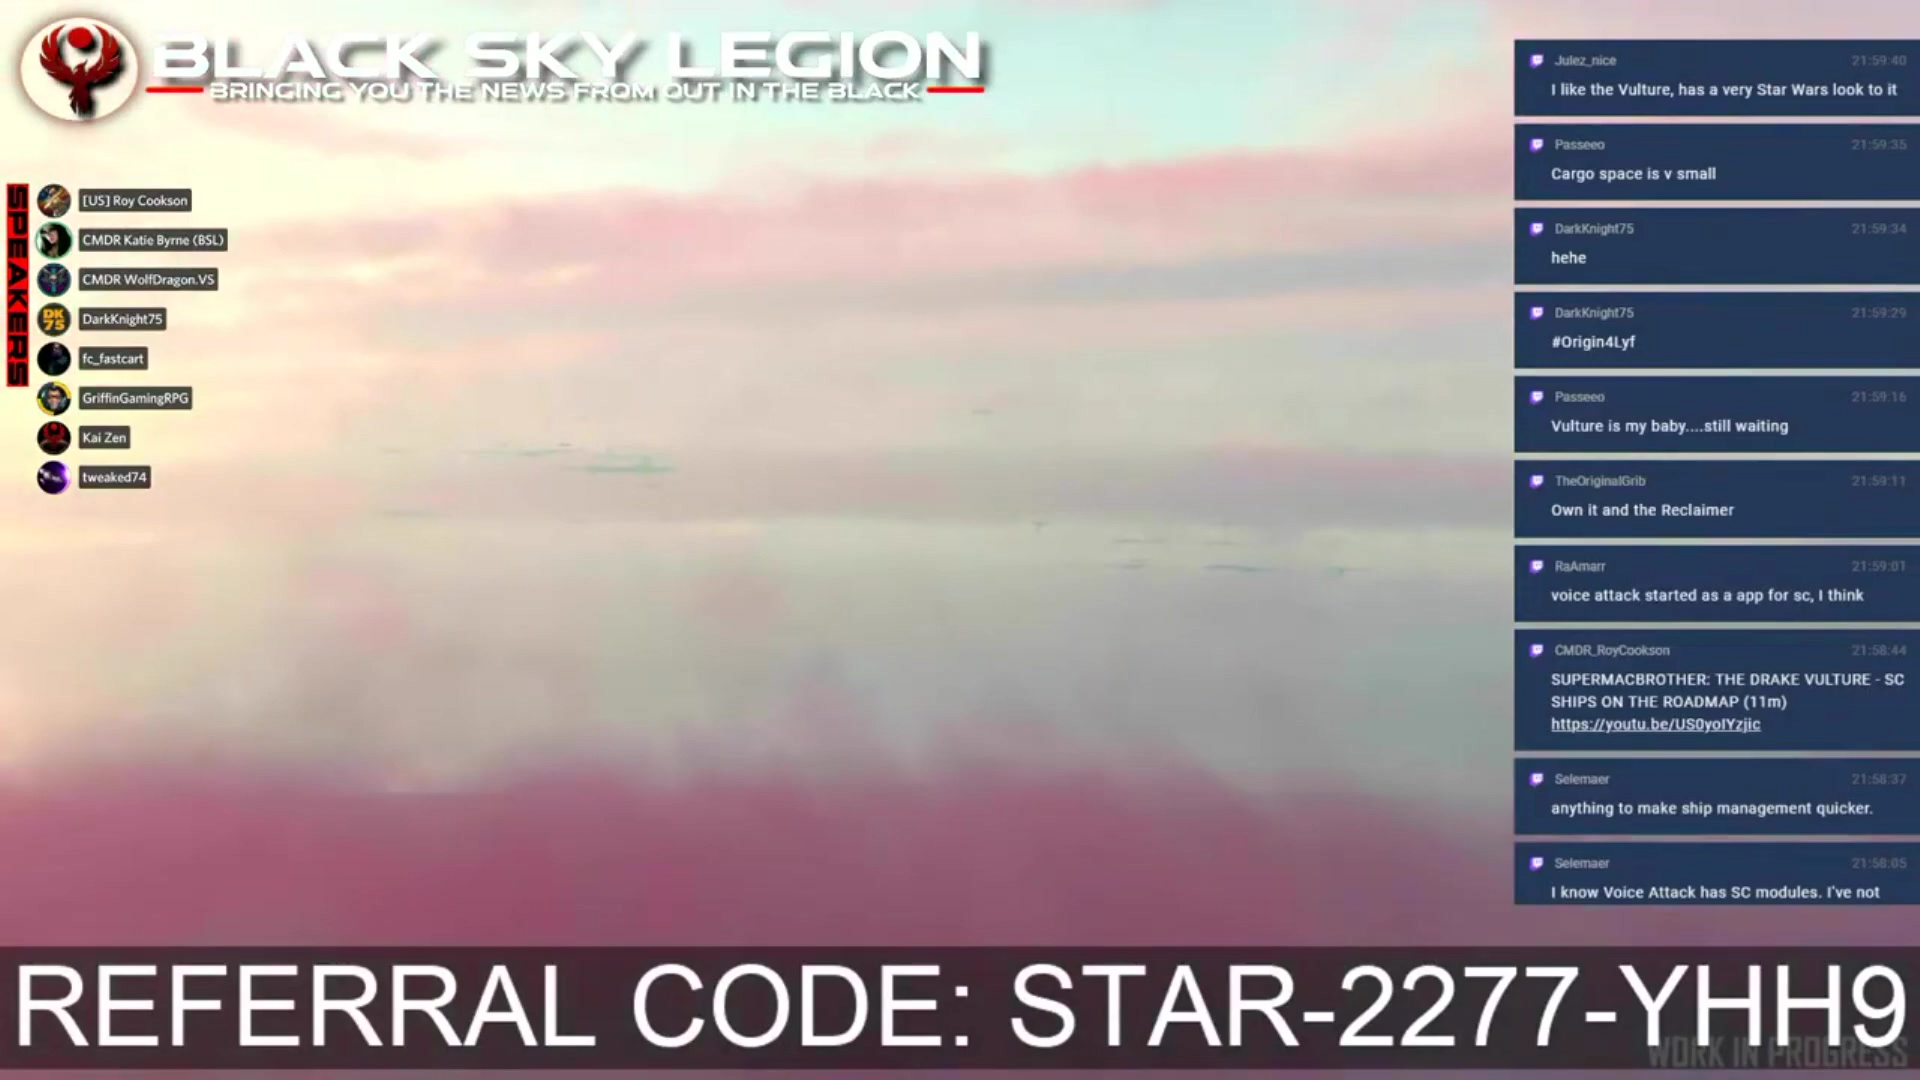 BLACK SKY LEGION
BRINGING YOU THE NEWS FROM OUT IN THE BLACK
SPEAKERS
[US] Roy Cookson
CMDR Katie Byrne (BSL)
CMDR WolfDragon.VS
DK
75
DarkKnight75
fc_fastcart
GriffinGamingRPG
Kai Zen
tweaked74
Julez_nice 21:59:40
I like the Vulture, has a very Star Wars look to it
Passeeo 21:59:35
Cargo space is v small
DarkKnight75 21:59:34
hehe
DarkKnight75 21:59:29
#Origin4Lyf
Passeeo 21:59:16
Vulture is my baby....still waiting
TheOriginalGrib 21:59:11
Own it and the Reclaimer
RaAmarr 21:59:01
voice attack started as a app for sc, I think
CMDR_RoyCookson 21:58:44
SUPERMACBROTHER: THE DRAKE VULTURE - SC
SHIPS ON THE ROADMAP (11m)
https://youtu.be/US0yoIYzjic
Selemaer 21:58:37
anything to make ship management quicker.
Selemaer 21:58:05
I know Voice Attack has SC modules. I've not
REFERRAL CODE: STAR-2277-YHH9
WORK IN PROGRESS